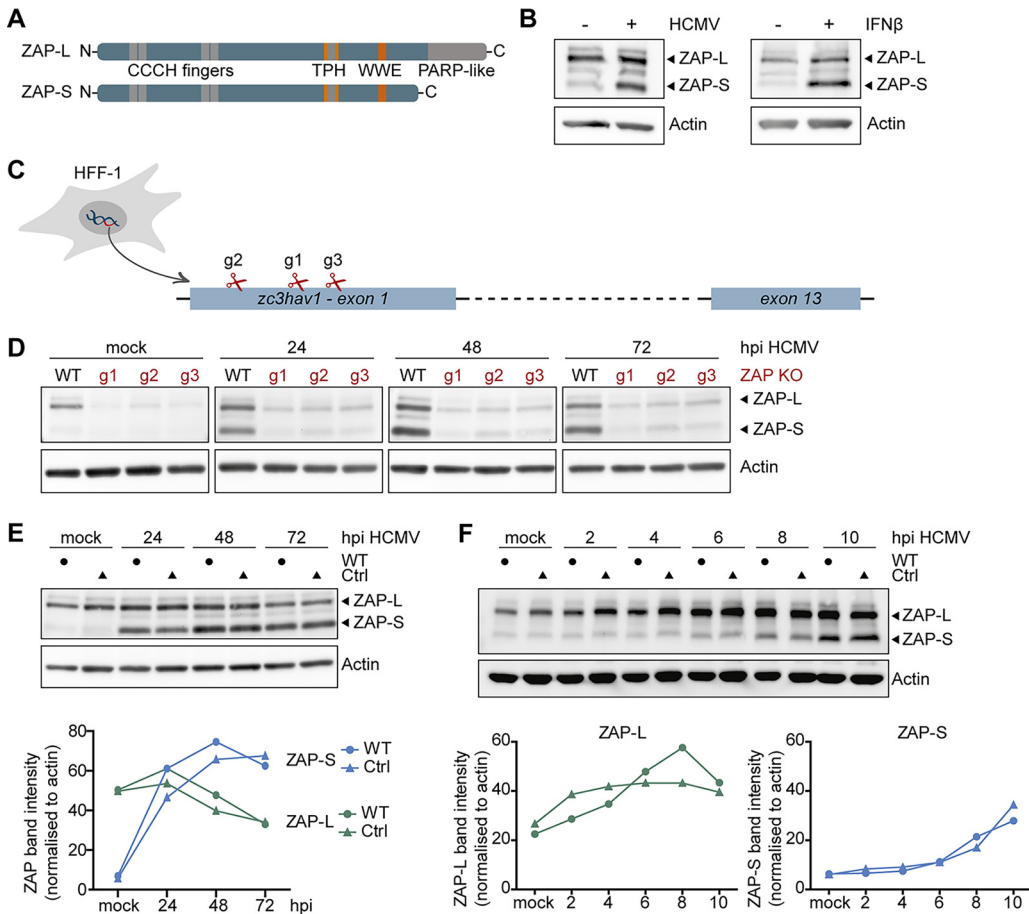 A
ZAP-L N- -C
CCCH fingers TPH WWE PARP-like
ZAP-S N- -C
B
- + HCMV - + IFNβ
◄ ZAP-L ◄ ZAP-L
◄ ZAP-S ◄ ZAP-S
Actin Actin
C
HFF-1
g2 g1 g3
zc3hav1 - exon 1 exon 13
D
mock 24 48 72 hpi HCMV
WT g1 g2 g3 WT g1 g2 g3 WT g1 g2 g3 WT g1 g2 g3 ZAP KO
◄ ZAP-L
◄ ZAP-S
Actin
E
mock 24 48 72 hpi HCMV
● ● ● ● WT
▲ ▲ ▲ ▲ Ctrl
◄ ZAP-L
◄ ZAP-S
Actin
ZAP band intensity
(normalised to actin)
80
60
40
20
0
mock 24 48 72 hpi
ZAP-S WT
Ctrl
ZAP-L WT
Ctrl
F
mock 2 4 6 8 10 hpi HCMV
● ● ● ● ● ● WT
▲ ▲ ▲ ▲ ▲ ▲ Ctrl
◄ ZAP-L
◄ ZAP-S
Actin
ZAP-L
ZAP-L band intensity
(normalised to actin)
60
40
20
0
mock 2 4 6 8 10
ZAP-S
ZAP-S band intensity
(normalised to actin)
60
40
20
0
mock 2 4 6 8 10